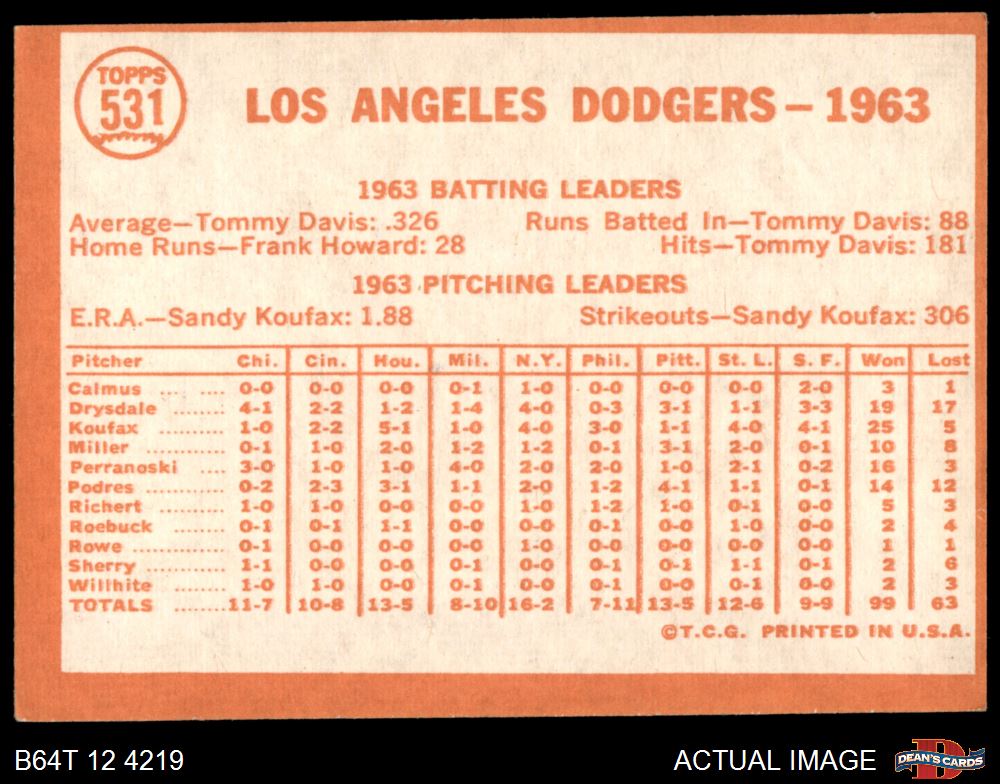 TOPPS
531
LOS ANGELES DODGERS — 1963
1963 BATTING LEADERS
Average—Tommy Davis: .326 Runs Batted In—Tommy Davis: 88
Home Runs—Frank Howard: 28 Hits—Tommy Davis: 181
1963 PITCHING LEADERS
E.R.A.—Sandy Koufax: 1.88 Strikeouts—Sandy Koufax: 306
Pitcher Chi. Cin. Hou. Mil. N.Y. Phil. Pitt. St. L. S. F. Won Lost
Calmus .... .... 0-0 0-0 0-0 0-1 1-0 0-0 0-0 0-0 2-0 3 1
Drysdale ........ 4-1 2-2 1-2 1-4 4-0 0-3 3-1 1-1 3-3 19 17
Koufax .......... 1-0 2-2 5-1 1-0 4-0 3-0 1-1 4-0 4-1 25 5
Miller ............ 0-1 1-0 2-0 1-2 1-2 0-1 3-1 2-0 0-1 10 8
Perranoski .... 3-0 1-0 1-0 4-0 2-0 2-0 1-0 2-1 0-2 16 3
Podres ............ 0-2 2-3 3-1 1-1 2-0 1-2 4-1 1-1 0-1 14 12
Richert .......... 1-0 1-0 0-0 0-0 1-0 1-2 1-0 0-1 0-0 5 3
Roebuck ........ 0-1 0-1 1-1 0-0 0-0 0-1 0-0 1-0 0-0 2 4
Rowe .............. 0-1 0-0 0-0 0-0 1-0 0-0 0-0 0-0 0-0 1 1
Sherry ............ 1-1 0-0 0-0 0-1 0-0 0-1 0-1 1-1 0-1 2 6
Willhite .......... 1-0 1-0 0-0 0-1 0-0 0-1 0-0 0-1 0-0 2 3
TOTALS ........ 11-7 10-8 13-5 8-10 16-2 7-11 13-5 12-6 9-9 99 63
©T.C.G. PRINTED IN U.S.A.
B64T 12 4219 ACTUAL IMAGE DEAN'S CARDS